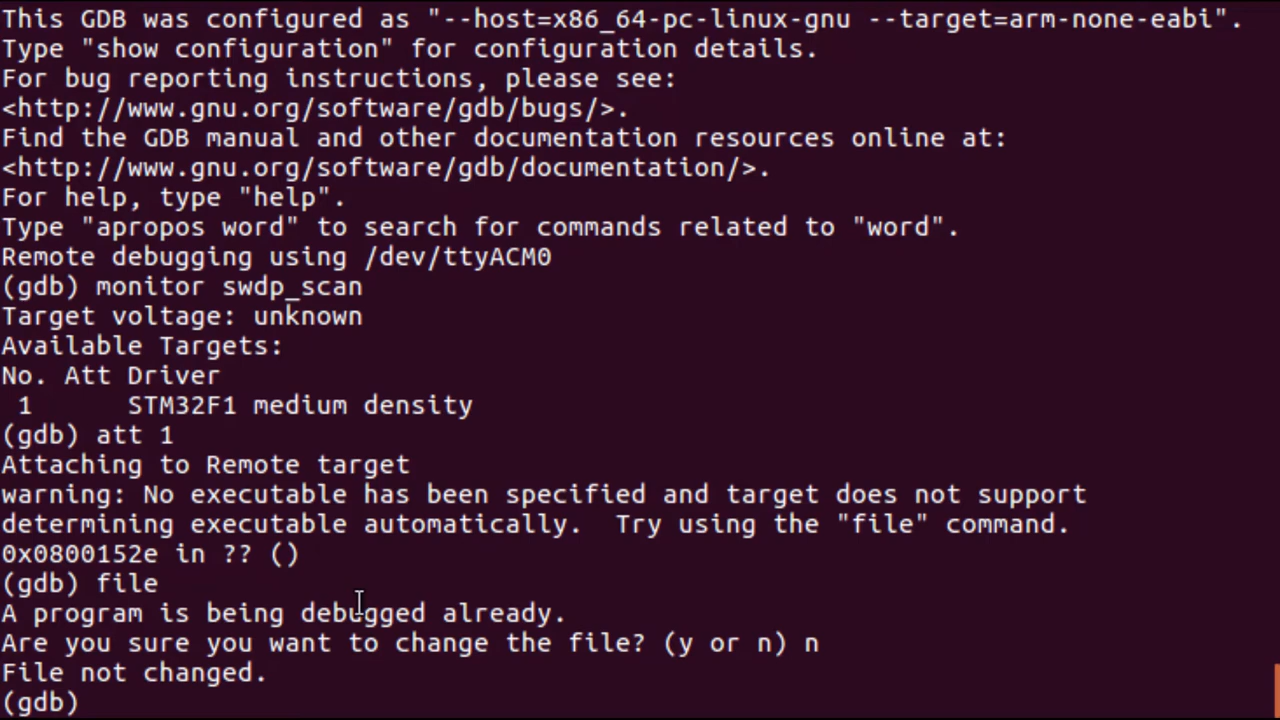 This GDB was configured as "--host=x86_64-pc-linux-gnu --target=arm-none-eabi".
Type "show configuration" for configuration details.
For bug reporting instructions, please see:
<http://www.gnu.org/software/gdb/bugs/>.
Find the GDB manual and other documentation resources online at:
<http://www.gnu.org/software/gdb/documentation/>.
For help, type "help".
Type "apropos word" to search for commands related to "word".
Remote debugging using /dev/ttyACM0
(gdb) monitor swdp_scan
Target voltage: unknown
Available Targets:
No. Att Driver
 1      STM32F1 medium density
(gdb) att 1
Attaching to Remote target
warning: No executable has been specified and target does not support
determining executable automatically.  Try using the "file" command.
0x0800152e in ?? ()
(gdb) file
A program is being debugged already.
Are you sure you want to change the file? (y or n) n
File not changed.
(gdb)